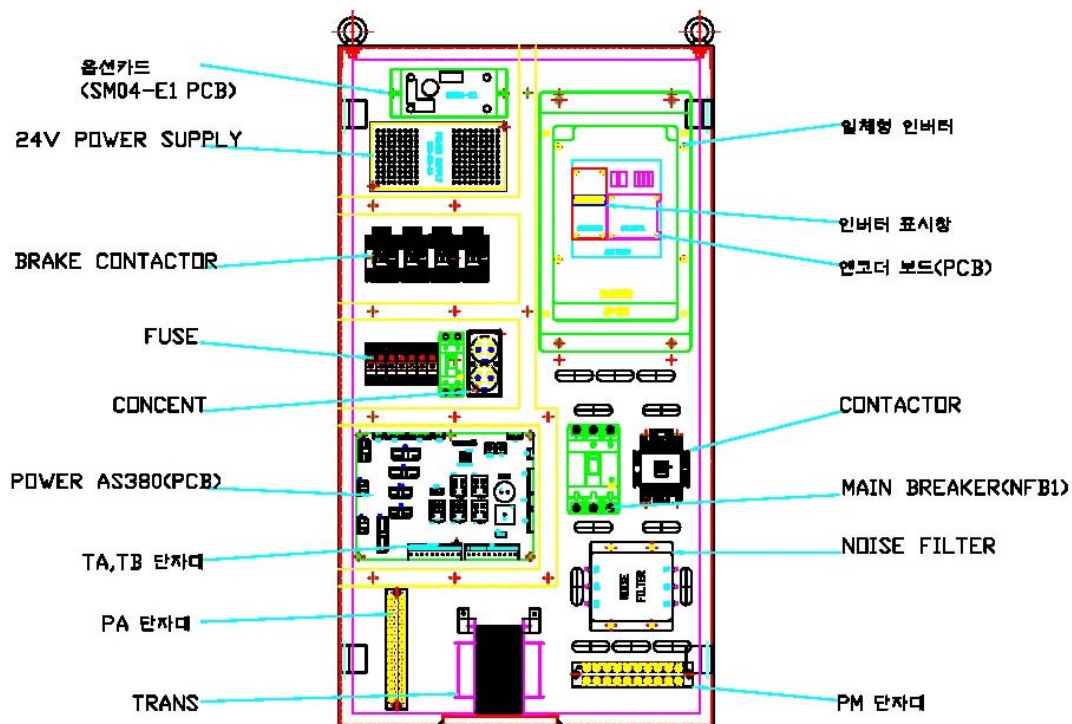 옵션카드
(SM04-E1 PCB)
24V POWER SUPPLY
BRAKE CONTACTOR
FUSE
CONCENT
POWER AS380(PCB)
TA,TB 단자대
PA 단자대
TRANS
일체형 인버터
인버터 표시창
엔코더 보드(PCB)
CONTACTOR
MAIN BREAKER(NFB1)
NOISE FILTER
NOISE
FILTER
PM 단자대